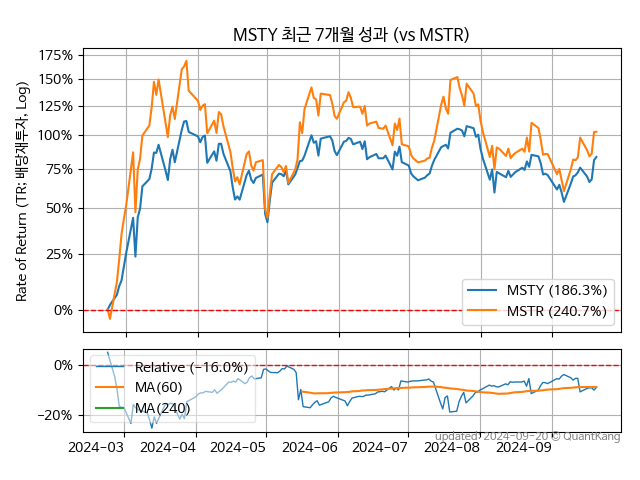 MSTY 최근 7개월 성과 (vs MSTR)
Rate of Return (TR: 배당재투자, Log)
175%
150%
125%
100%
75%
50%
25%
0%
MSTY (186.3%)
MSTR (240.7%)
0%
−20%
Relative (−16.0%)
MA(60)
MA(240)
updated: 2024-09-20 © QuantKang
2024-03 2024-04 2024-05 2024-06 2024-07 2024-08 2024-09